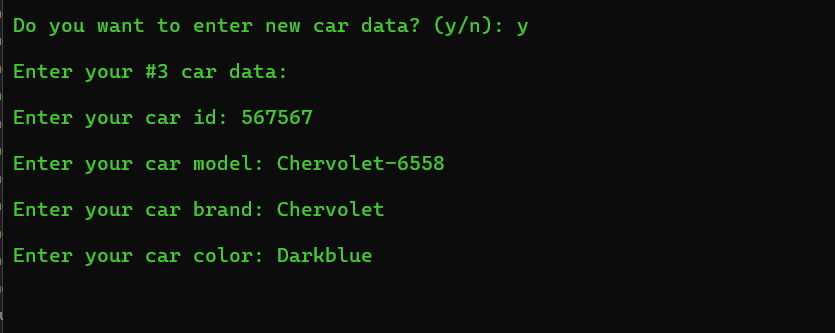 Do you want to enter new car data? (y/n): y
Enter your #3 car data:
Enter your car id: 567567
Enter your car model: Chervolet-6558
Enter your car brand: Chervolet
Enter your car color: Darkblue